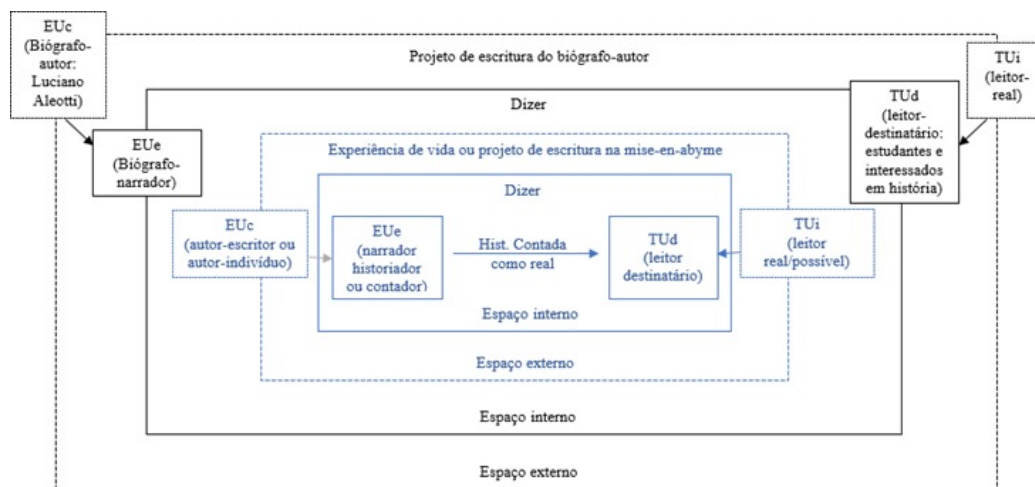 EUc
(Biógrafo-
autor:
Luciano
Aleotti)
Projeto de escritura do biógrafo-autor
TUi
(leitor-
real)
Dizer
TUd
(leitor-
destinatário:
estudantes e
interessados
em história)
EUe
(Biógrafo-
narrador)
Experiência de vida ou projeto de escritura na mise-en-abyme
Dizer
EUc
(autor-escritor ou
autor-indivíduo)
EUe
(narrador
historiador
ou contador)
Hist. Contada
como real
TUd
(leitor
destinatário)
TUi
(leitor
real/possível)
Espaço interno
Espaço externo
Espaço interno
Espaço externo